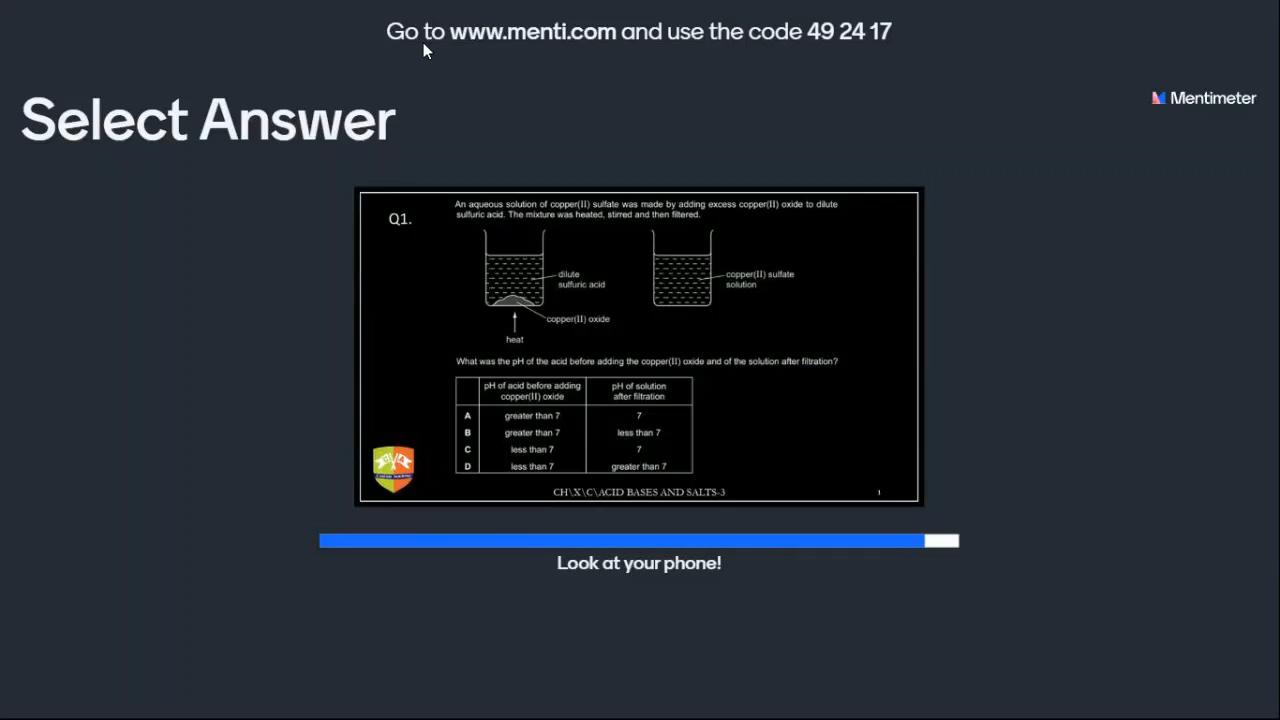 Go to www.menti.com and use the code 49 24 17
Mentimeter
Select Answer
Q1.
An aqueous solution of copper(II) sulfate was made by adding excess copper(II) oxide to dilute
sulfuric acid. The mixture was heated, stirred and then filtered.
dilute
sulfuric acid
copper(II) oxide
heat
copper(II) sulfate
solution
What was the pH of the acid before adding the copper(II) oxide and of the solution after filtration?
pH of acid before adding
copper(II) oxide
pH of solution
after filtration
A greater than 7 7
B greater than 7 less than 7
C less than 7 7
D less than 7 greater than 7
CH\X\C\ACID BASES AND SALTS-3
1
Look at your phone!